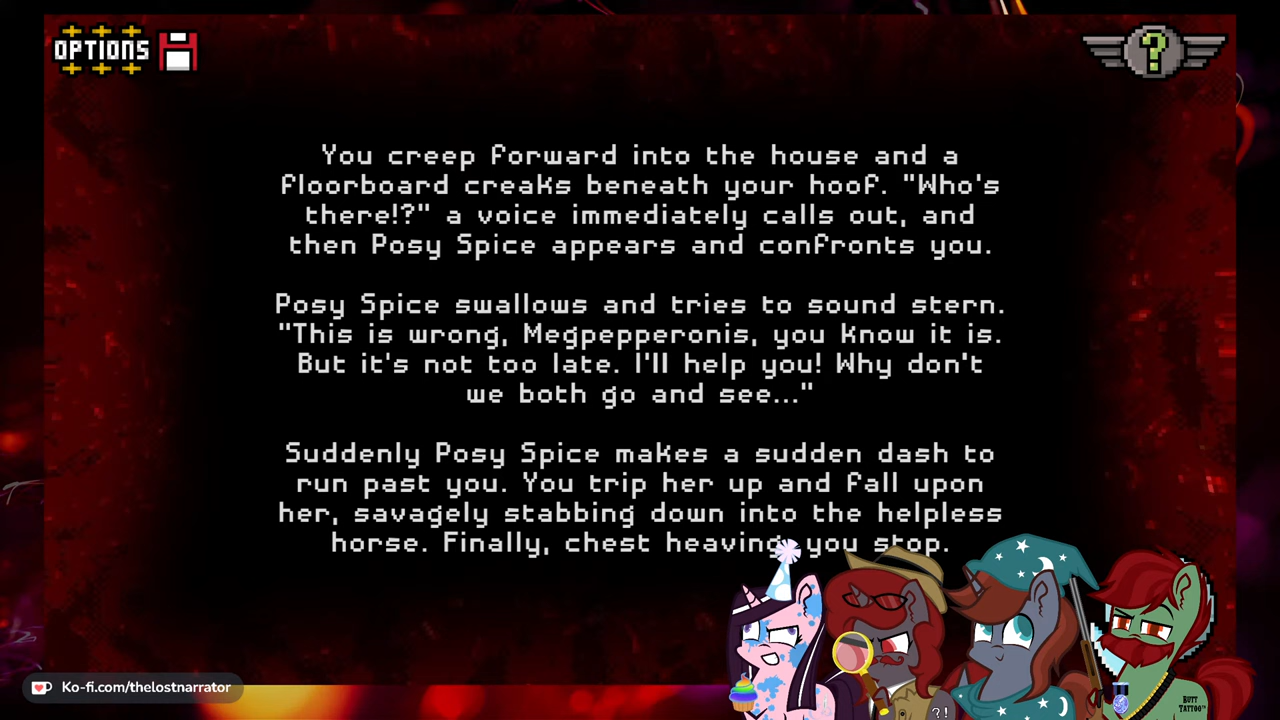 OPTIONS
?
You creep forward into the house and a
floorboard creaks beneath your hoof. "Who's
there!?" a voice immediately calls out, and
then Posy Spice appears and confronts you.
Posy Spice swallows and tries to sound stern.
"This is wrong, Megpepperonis, you know it is.
But it's not too late. I'll help you! Why don't
we both go and see..."
Suddenly Posy Spice makes a sudden dash to
run past you. You trip her up and fall upon
her, savagely stabbing down into the helpless
horse. Finally, chest heaving, you stop.
Ko-fi.com/thelostnarrator
?!
BUTT
TATTOO™